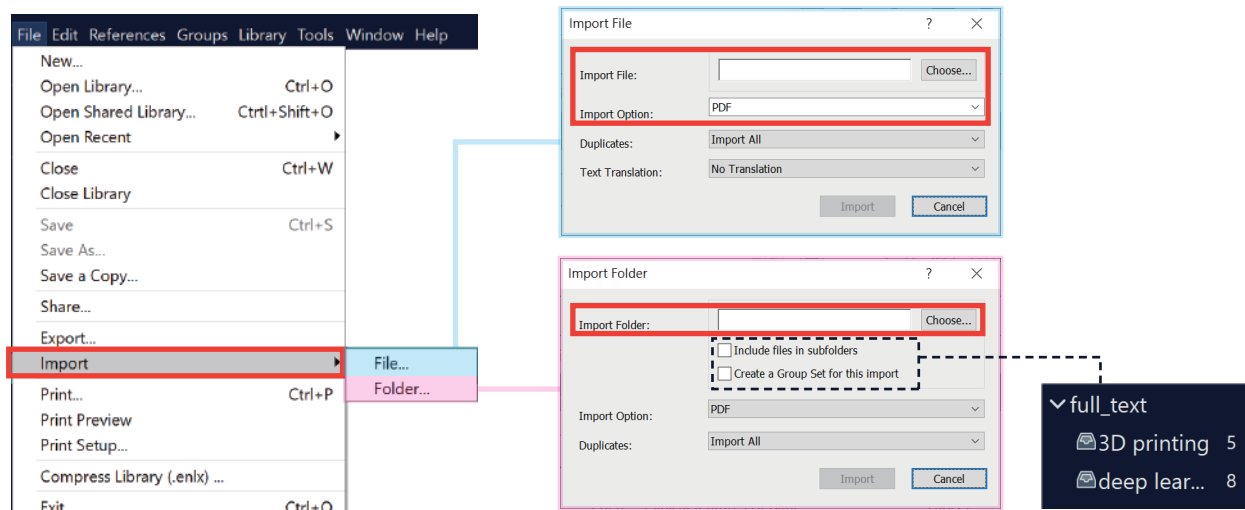 File Edit References Groups Library Tools Window Help
New...
Open Library... Ctrl+O
Open Shared Library... Ctrtl+Shift+O
Open Recent
Close Ctrl+W
Close Library
Save Ctrl+S
Save As...
Save a Copy...
Share...
Export...
Import
File...
Folder...
Print... Ctrl+P
Print Preview
Print Setup...
Compress Library (.enlx) ...
Exit Ctrl+Q
Import File ?
Import File: Choose...
Import Option: PDF
Duplicates: Import All
Text Translation: No Translation
Import Cancel
Import Folder ?
Import Folder: Choose...
Include files in subfolders
Create a Group Set for this import
Import Option: PDF
Duplicates: Import All
Import Cancel
full_text
3D printing 5
deep lear... 8